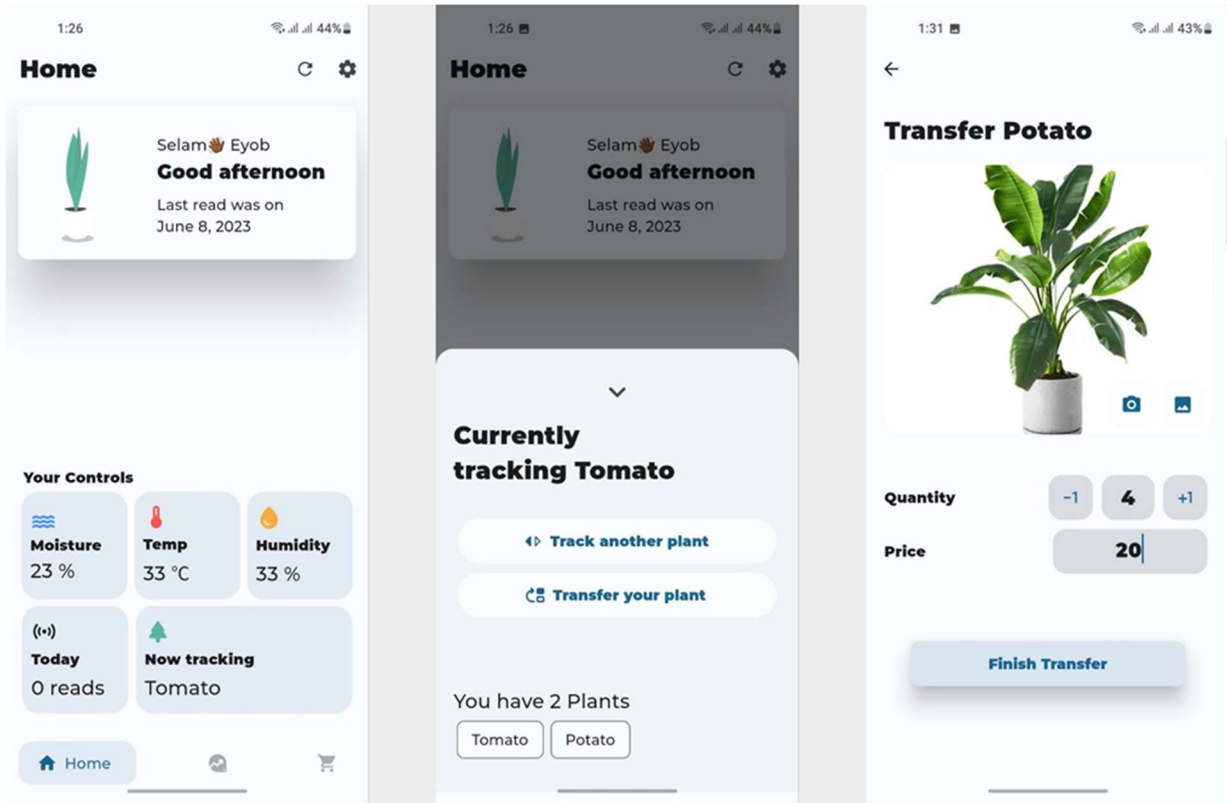 1:26
44%
Home
Selam👋🏾 Eyob
Good afternoon
Last read was on
June 8, 2023
Your Controls
Moisture
23 %
Temp
33 °C
Humidity
33 %
Today
0 reads
Now tracking
Tomato
Home
1:26
44%
Home
Selam👋🏾 Eyob
Good afternoon
Last read was on
June 8, 2023
Currently
tracking Tomato
Track another plant
Transfer your plant
You have 2 Plants
Tomato
Potato
1:31
43%
Transfer Potato
Quantity
-1
4
+1
Price
20
Finish Transfer